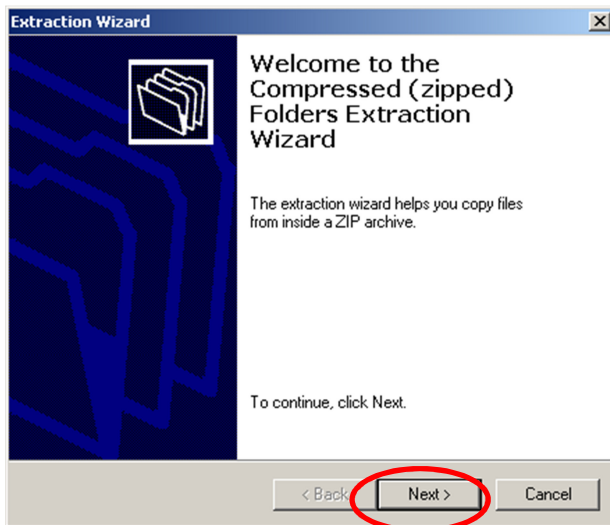 Extraction Wizard
Welcome to the
Compressed (zipped)
Folders Extraction
Wizard
The extraction wizard helps you copy files
from inside a ZIP archive.
To continue, click Next.
< Back Next > Cancel